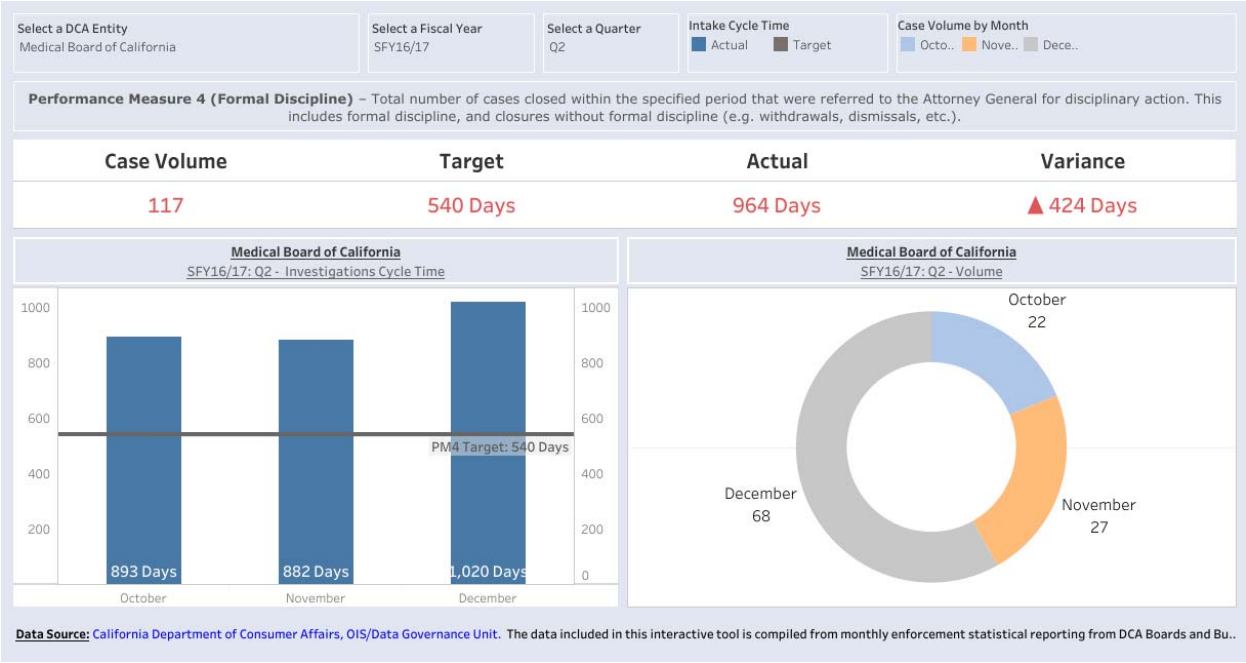 Select a DCA Entity
Medical Board of California
Select a Fiscal Year
SFY16/17
Select a Quarter
Q2
Intake Cycle Time
Actual Target
Case Volume by Month
Octo.. Nove.. Dece..
Performance Measure 4 (Formal Discipline) – Total number of cases closed within the specified period that were referred to the Attorney General for disciplinary action. This
includes formal discipline, and closures without formal discipline (e.g. withdrawals, dismissals, etc.).
Case Volume Target Actual Variance
117 540 Days 964 Days ▲ 424 Days
Medical Board of California
SFY16/17: Q2 - Investigations Cycle Time
1000 1000
800 800
600 600
PM4 Target: 540 Days
400 400
200 200
893 Days 882 Days 1,020 Days
0
October November December
Medical Board of California
SFY16/17: Q2 - Volume
October
22
December
68
November
27
Data Source: California Department of Consumer Affairs, OIS/Data Governance Unit. The data included in this interactive tool is compiled from monthly enforcement statistical reporting from DCA Boards and Bu..